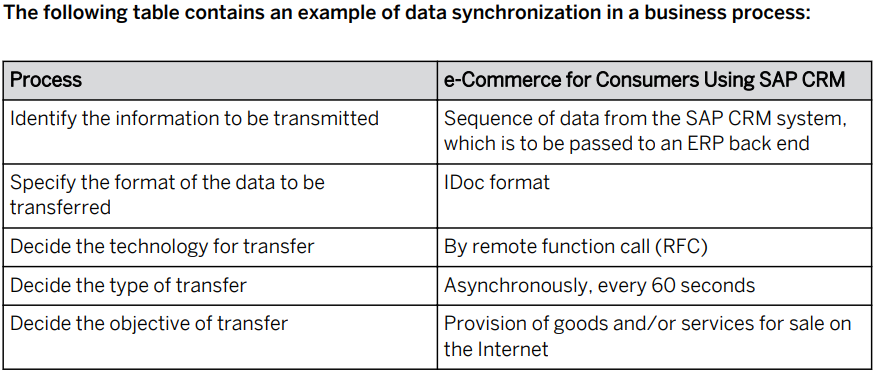 The following table contains an example of data synchronization in a business process:
Process
e-Commerce for Consumers Using SAP CRM
Identify the information to be transmitted
Sequence of data from the SAP CRM system,
which is to be passed to an ERP back end
Specify the format of the data to be
transferred
IDoc format
Decide the technology for transfer
By remote function call (RFC)
Decide the type of transfer
Asynchronously, every 60 seconds
Decide the objective of transfer
Provision of goods and/or services for sale on
the Internet